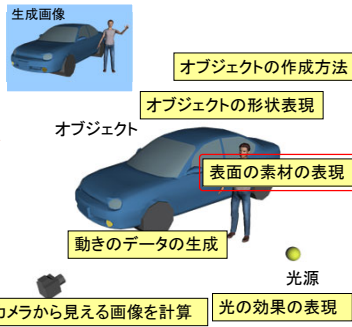 生成画像
オブジェクトの作成方法
オブジェクトの形状表現
オブジェクト
表面の素材の表現
動きのデータの生成
光源
カメラから見える画像を計算
光の効果の表現